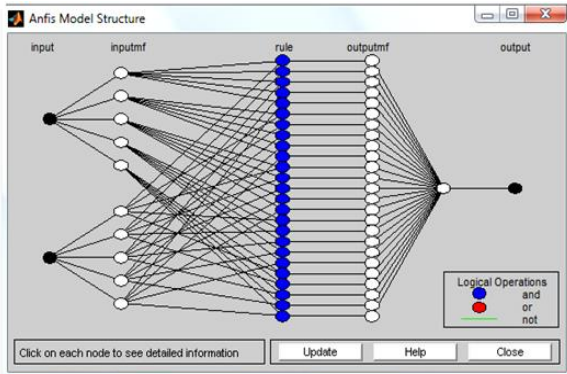 Anfis Model Structure
input inputmf rule outputmf output
Logical Operations
and
or
not
Click on each node to see detailed information
Update Help Close